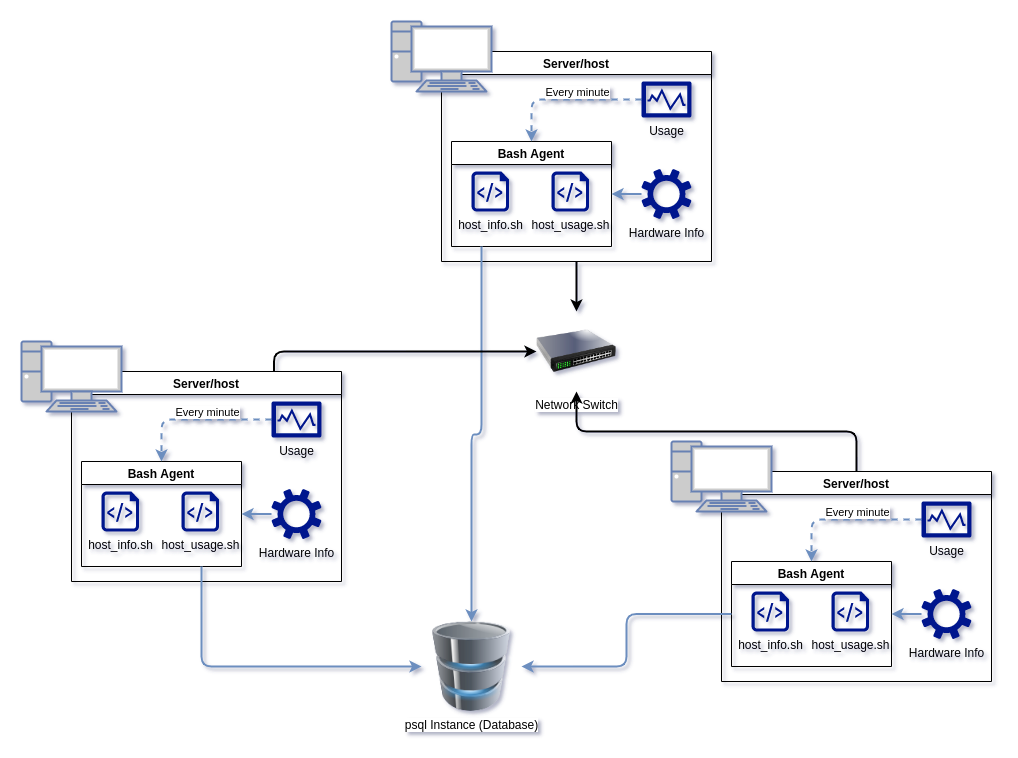 Server/host
Every minute
Usage
Bash Agent
host_info.sh host_usage.sh
Hardware Info
Network Switch
Server/host
Every minute
Usage
Bash Agent
host_info.sh host_usage.sh
Hardware Info
Server/host
Every minute
Usage
Bash Agent
host_info.sh host_usage.sh
Hardware Info
psql Instance (Database)